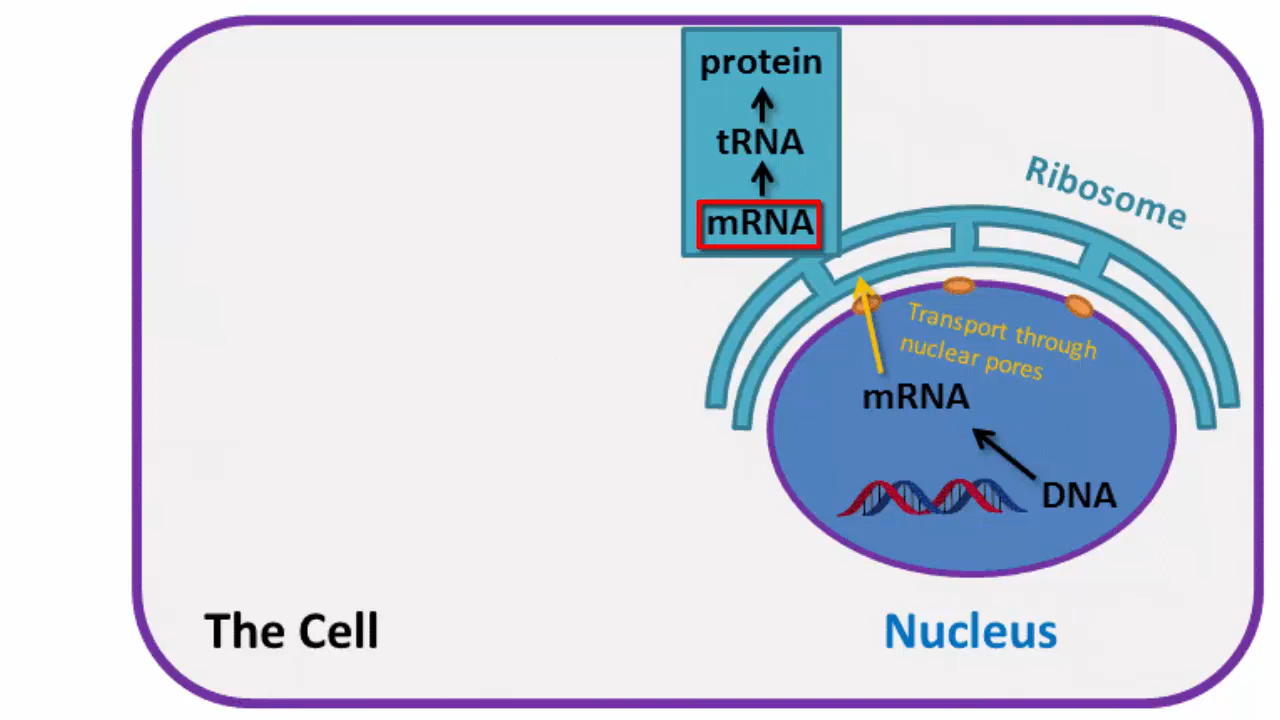 protein
tRNA
mRNA
Ribosome
Transport through
nuclear pores
mRNA
DNA
The Cell
Nucleus